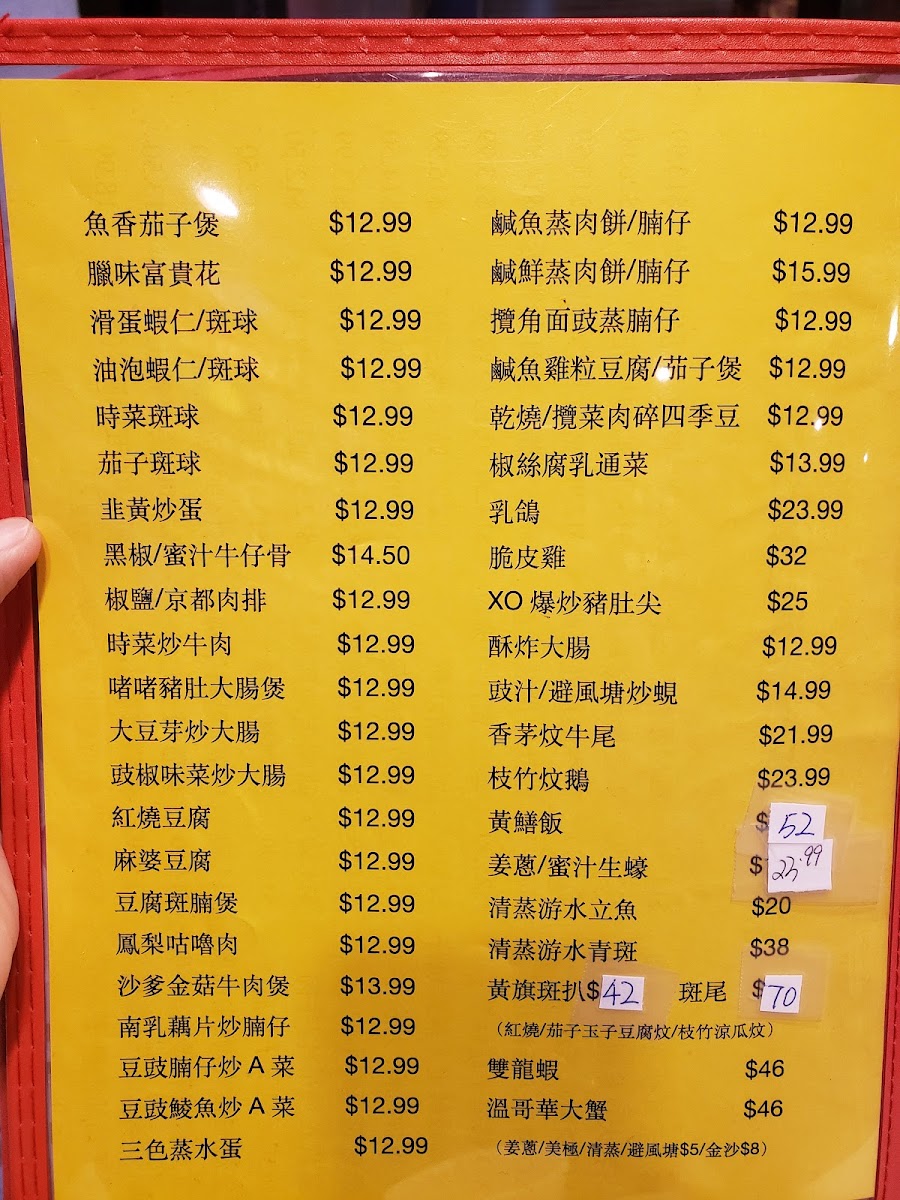 魚香茄子煲 $12.99
臘味富貴花 $12.99
滑蛋蝦仁/斑球 $12.99
油泡蝦仁/斑球 $12.99
時菜斑球 $12.99
茄子斑球 $12.99
韭黃炒蛋 $12.99
黑椒/蜜汁牛仔骨 $14.50
椒鹽/京都肉排 $12.99
時菜炒牛肉 $12.99
啫啫豬肚大腸煲 $12.99
大豆芽炒大腸 $12.99
豉椒味菜炒大腸 $12.99
紅燒豆腐 $12.99
麻婆豆腐 $12.99
豆腐斑腩煲 $12.99
鳳梨咕嚕肉 $12.99
沙爹金菇牛肉煲 $13.99
南乳藕片炒腩仔 $12.99
豆豉腩仔炒 A 菜 $12.99
豆豉鯪魚炒 A 菜 $12.99
三色蒸水蛋 $12.99
鹹魚蒸肉餅/腩仔 $12.99
鹹鮮蒸肉餅/腩仔 $15.99
攬角面豉蒸腩仔 $12.99
鹹魚雞粒豆腐/茄子煲 $12.99
乾燒/攬菜肉碎四季豆 $12.99
椒絲腐乳通菜 $13.99
乳鴿 $23.99
脆皮雞 $32
XO 爆炒豬肚尖 $25
酥炸大腸 $12.99
豉汁/避風塘炒蜆 $14.99
香茅炆牛尾 $21.99
枝竹炆鵝 $23.99
黃鱔飯 $52
姜蔥/蜜汁生蠔 $23.99
清蒸游水立魚 $20
清蒸游水青斑 $38
黃旗斑扒$42 斑尾 $70
（紅燒/茄子玉子豆腐炆/枝竹涼瓜炆）
雙龍蝦 $46
溫哥華大蟹 $46
（姜蔥/美極/清蒸/避風塘$5/金沙$8）